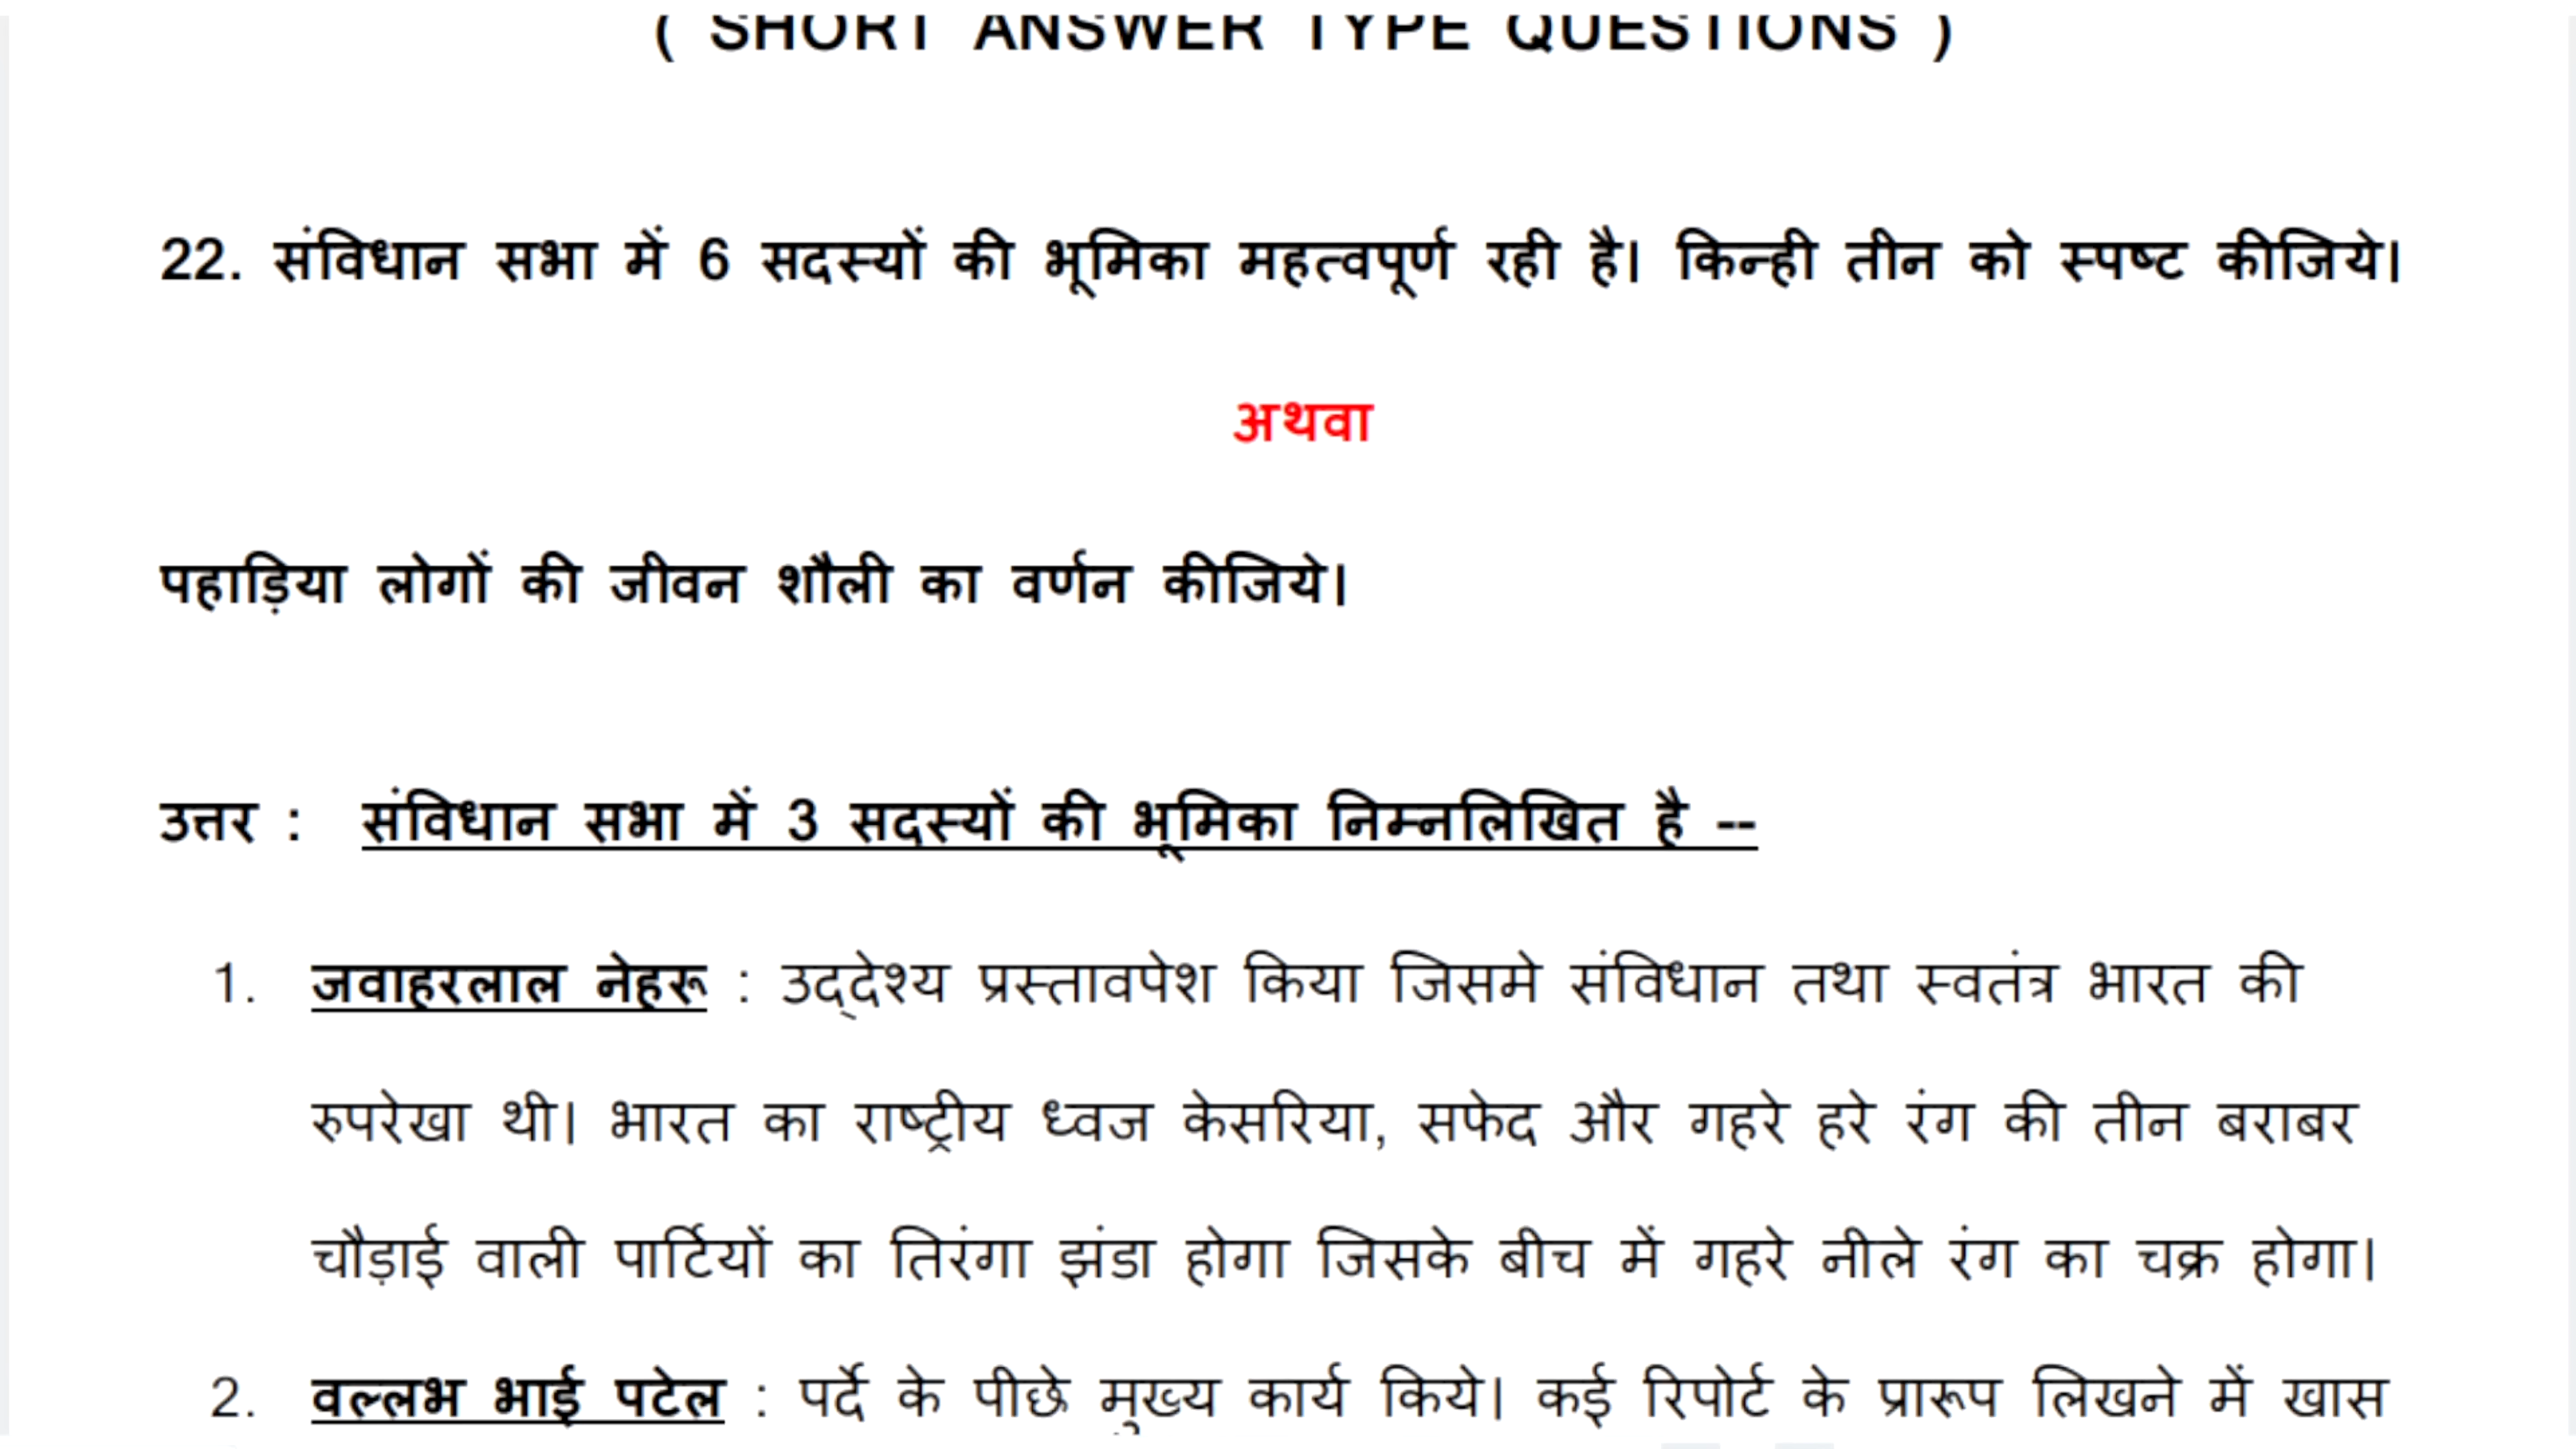 ( SHORT ANSWER TYPE QUESTIONS )
22. संविधान सभा में 6 सदस्यों की भूमिका महत्वपूर्ण रही है। किन्ही तीन को स्पष्ट कीजिये।
अथवा
पहाड़िया लोगों की जीवन शौली का वर्णन कीजिये।
उत्तर : संविधान सभा में 3 सदस्यों की भूमिका निम्नलिखित है --
1. जवाहरलाल नेहरू : उद्देश्य प्रस्तावपेश किया जिसमे संविधान तथा स्वतंत्र भारत की
रुपरेखा थी। भारत का राष्ट्रीय ध्वज केसरिया, सफेद और गहरे हरे रंग की तीन बराबर
चौड़ाई वाली पार्टियों का तिरंगा झंडा होगा जिसके बीच में गहरे नीले रंग का चक्र होगा।
2. वल्लभ भाई पटेल : पर्दे के पीछे मुख्य कार्य किये। कई रिपोर्ट के प्रारूप लिखने में खास